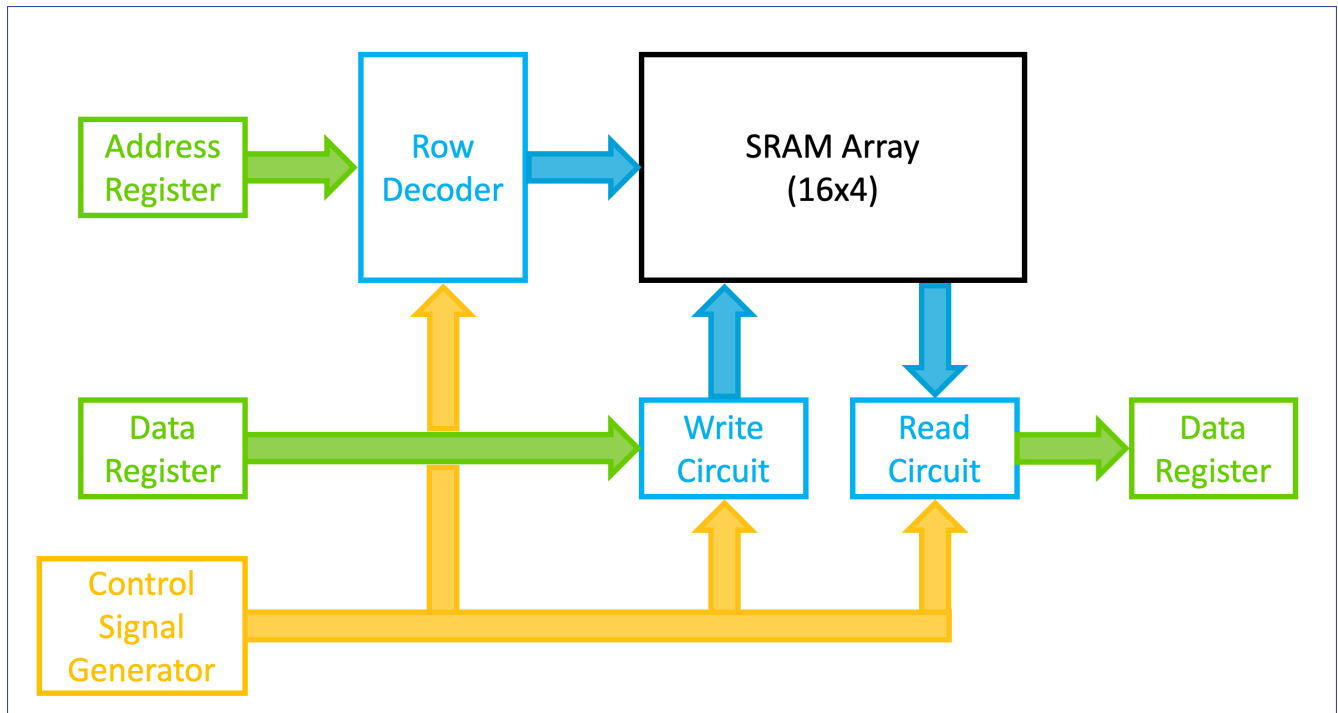 Address
Register
Row
Decoder
SRAM Array
(16x4)
Data
Register
Write
Circuit
Read
Circuit
Data
Register
Control
Signal
Generator